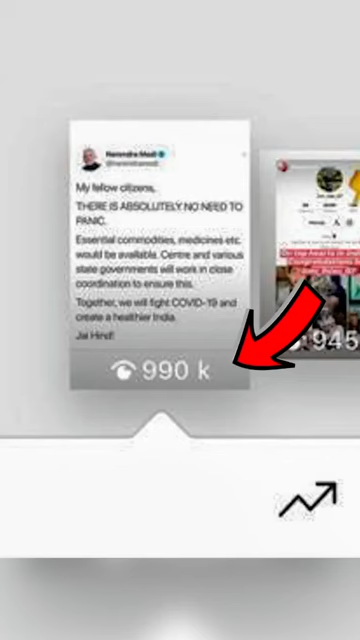 Narendra Modi
@narendramodi
My fellow citizens,
THERE IS ABSOLUTELY NO NEED TO
PANIC.
Essential commodities, medicines etc.
would be available. Centre and various
state governments will work in close
coordination to ensure this.
Together, we will fight COVID-19 and
create a healthier India.
Jai Hind!
990 k
945